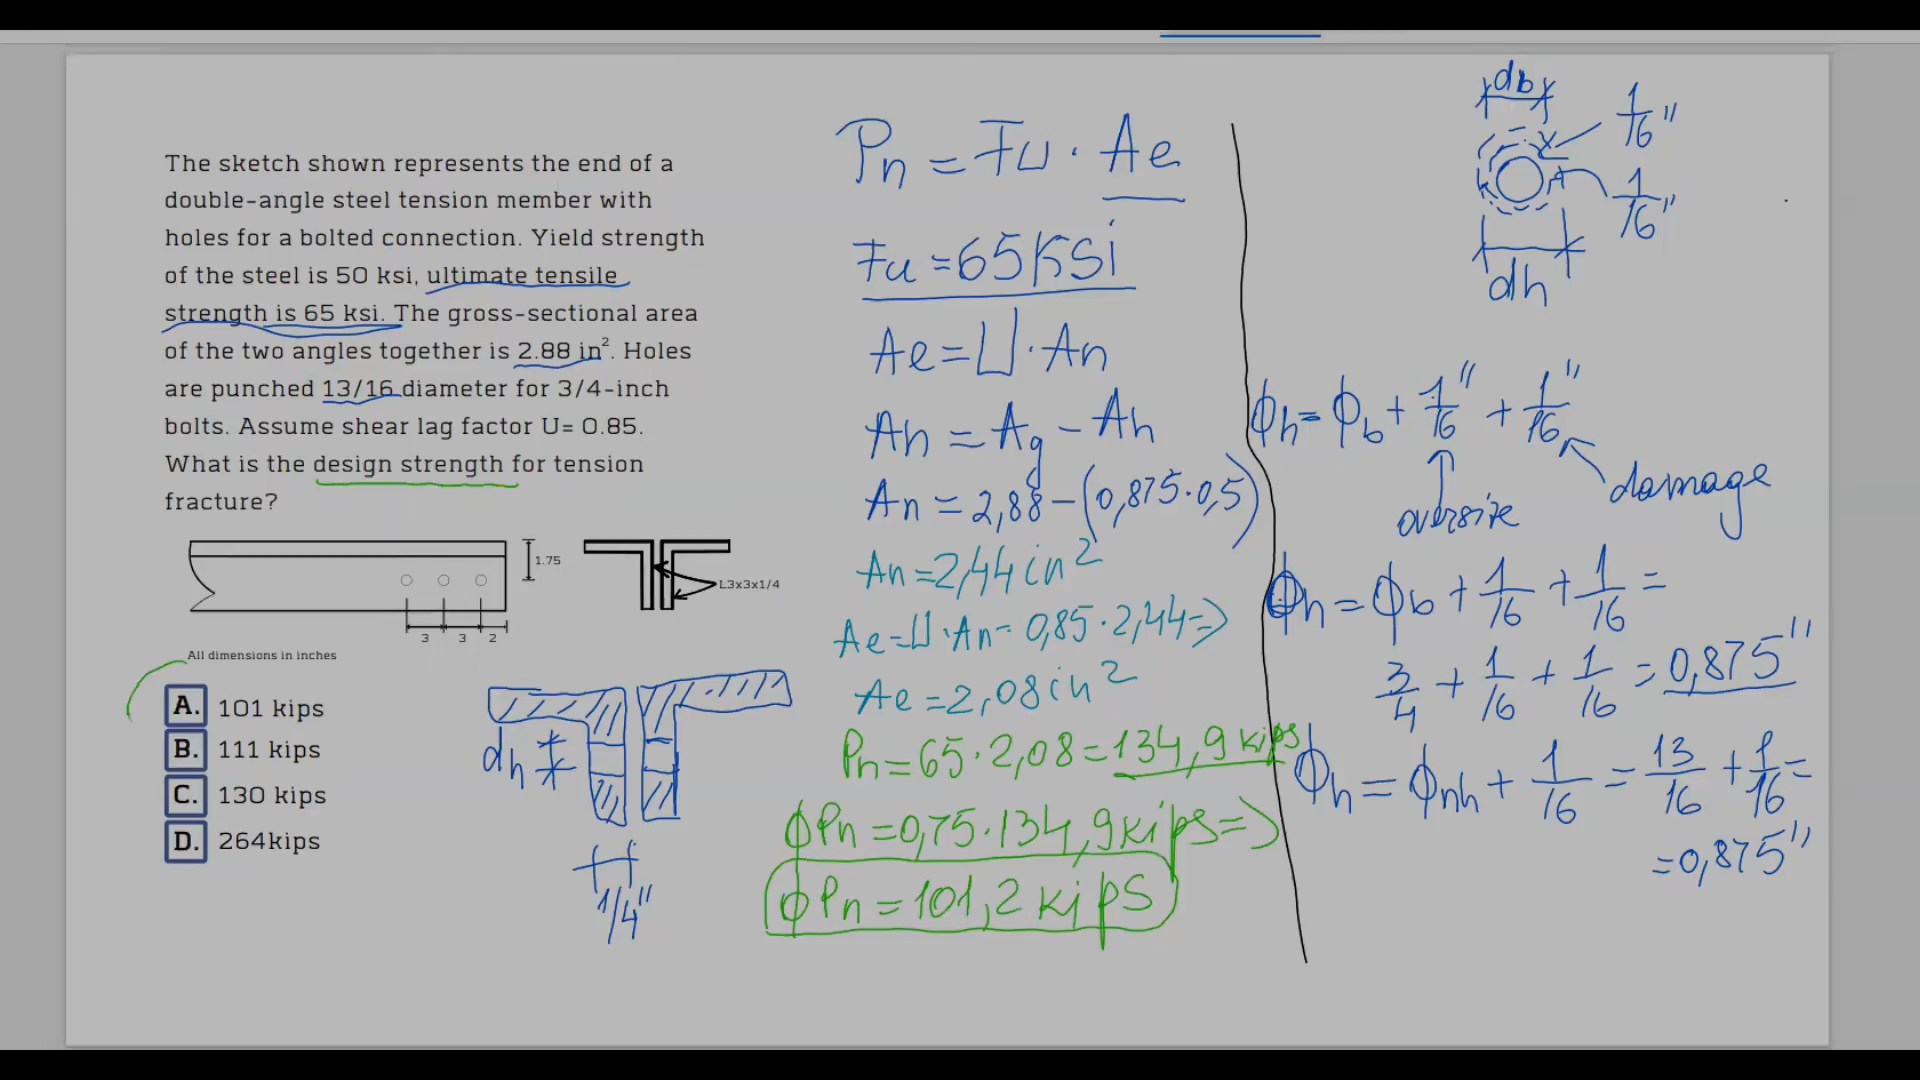 The sketch shown represents the end of a
double-angle steel tension member with
holes for a bolted connection. Yield strength
of the steel is 50 ksi, ultimate tensile
strength is 65 ksi. The gross-sectional area
of the two angles together is 2.88 in². Holes
are punched 13/16 diameter for 3/4-inch
bolts. Assume shear lag factor U= 0.85.
What is the design strength for tension
fracture?
1.75
L3x3x1/4
3 3 2
All dimensions in inches
A. 101 kips
B. 111 kips
C. 130 kips
D. 264kips
dh
1/4"
Pn = Fu · Ae
Fu = 65 KSi
Ae = U · An
An = Ag - Ah
An = 2,88 - (0,875 · 0,5)
An = 2,44 in²
Ae = U · An = 0,85 · 2,44 =>
Ae = 2,08 in²
Pn = 65 · 2,08 = 134,9 kips
ϕPn = 0,75 · 134,9 kips =>
ϕPn = 101,2 kips
db
1/16"
1/16"
dh
ϕh = ϕb + 1/16" + 1/16"
damage
oversize
ϕh = ϕb + 1/16 + 1/16 =
3/4 + 1/16 + 1/16 = 0,875"
ϕh = ϕnh + 1/16 = 13/16 + 1/16 =
= 0,875"